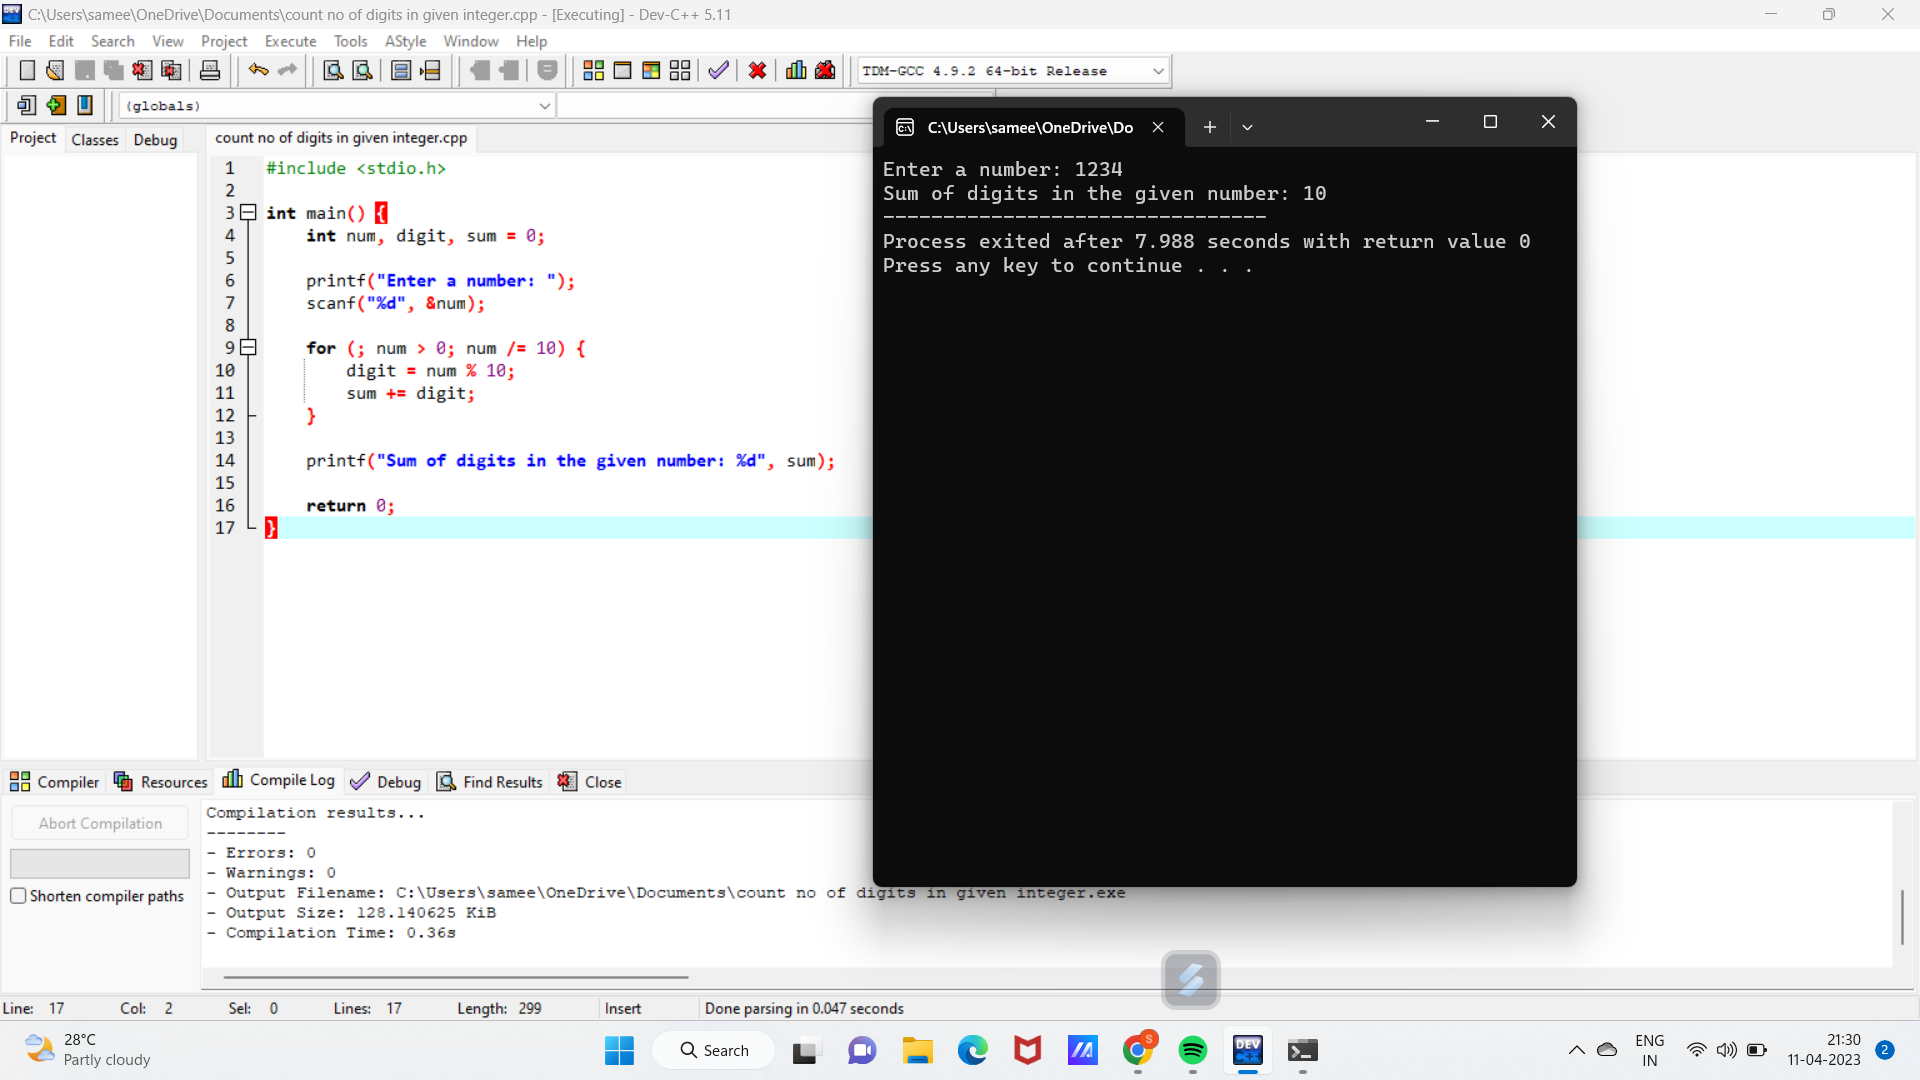 C:\Users\samee\OneDrive\Documents\count no of digits in given integer.cpp - [Executing] - Dev-C++ 5.11
File Edit Search View Project Execute Tools AStyle Window Help
TDM-GCC 4.9.2 64-bit Release
(globals)
Project Classes Debug
count no of digits in given integer.cpp
1 #include <stdio.h>
2
3 int main() {
4 int num, digit, sum = 0;
5
6 printf("Enter a number: ");
7 scanf("%d", &num);
8
9 for (; num > 0; num /= 10) {
10 digit = num % 10;
11 sum += digit;
12 }
13
14 printf("Sum of digits in the given number: %d", sum);
15
16 return 0;
17 }
C:\Users\samee\OneDrive\Do
Enter a number: 1234
Sum of digits in the given number: 10
--------------------------------
Process exited after 7.988 seconds with return value 0
Press any key to continue . . .
Compiler Resources Compile Log Debug Find Results Close
Abort Compilation
Shorten compiler paths
Compilation results...
--------
- Errors: 0
- Warnings: 0
- Output Filename: C:\Users\samee\OneDrive\Documents\count no of digits in given integer.exe
- Output Size: 128.140625 KiB
- Compilation Time: 0.36s
Line: 17 Col: 2 Sel: 0 Lines: 17 Length: 299 Insert Done parsing in 0.047 seconds
28°C
Partly cloudy
Search
S
DEV
C++
ENG
IN
21:30
11-04-2023
2